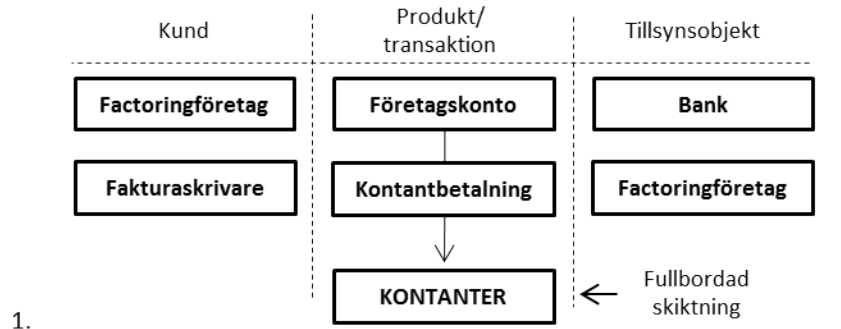 Kund
Produkt/
transaktion
Tillsynsobjekt
Factoringföretag
Företagskonto
Bank
Fakturaskrivare
Kontantbetalning
Factoringföretag
KONTANTER
Fullbordad
skiktning
1.